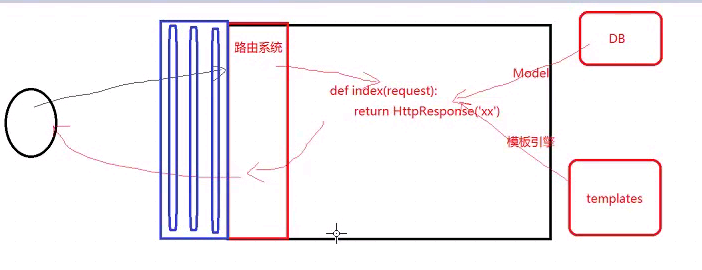 路由系统
DB
Model
def index(request):
return HttpResponse('xx')
模板引擎
templates